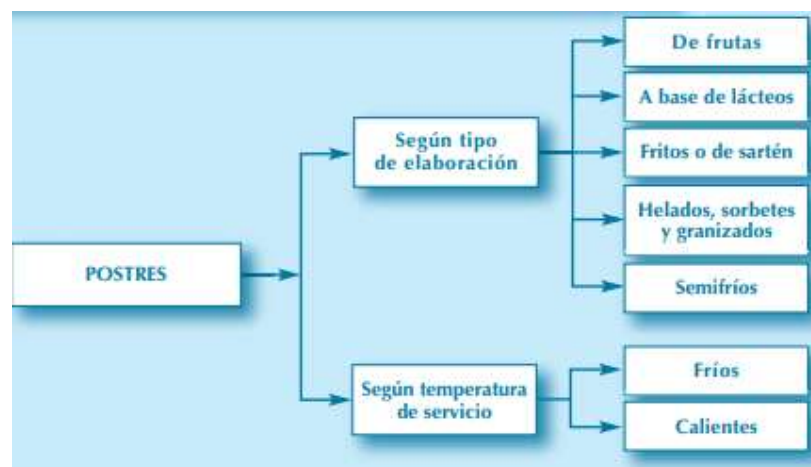 POSTRES
Según tipo
de elaboración
De frutas
A base de lácteos
Fritos o de sartén
Helados, sorbetes
y granizados
Semifríos
Según temperatura
de servicio
Fríos
Calientes